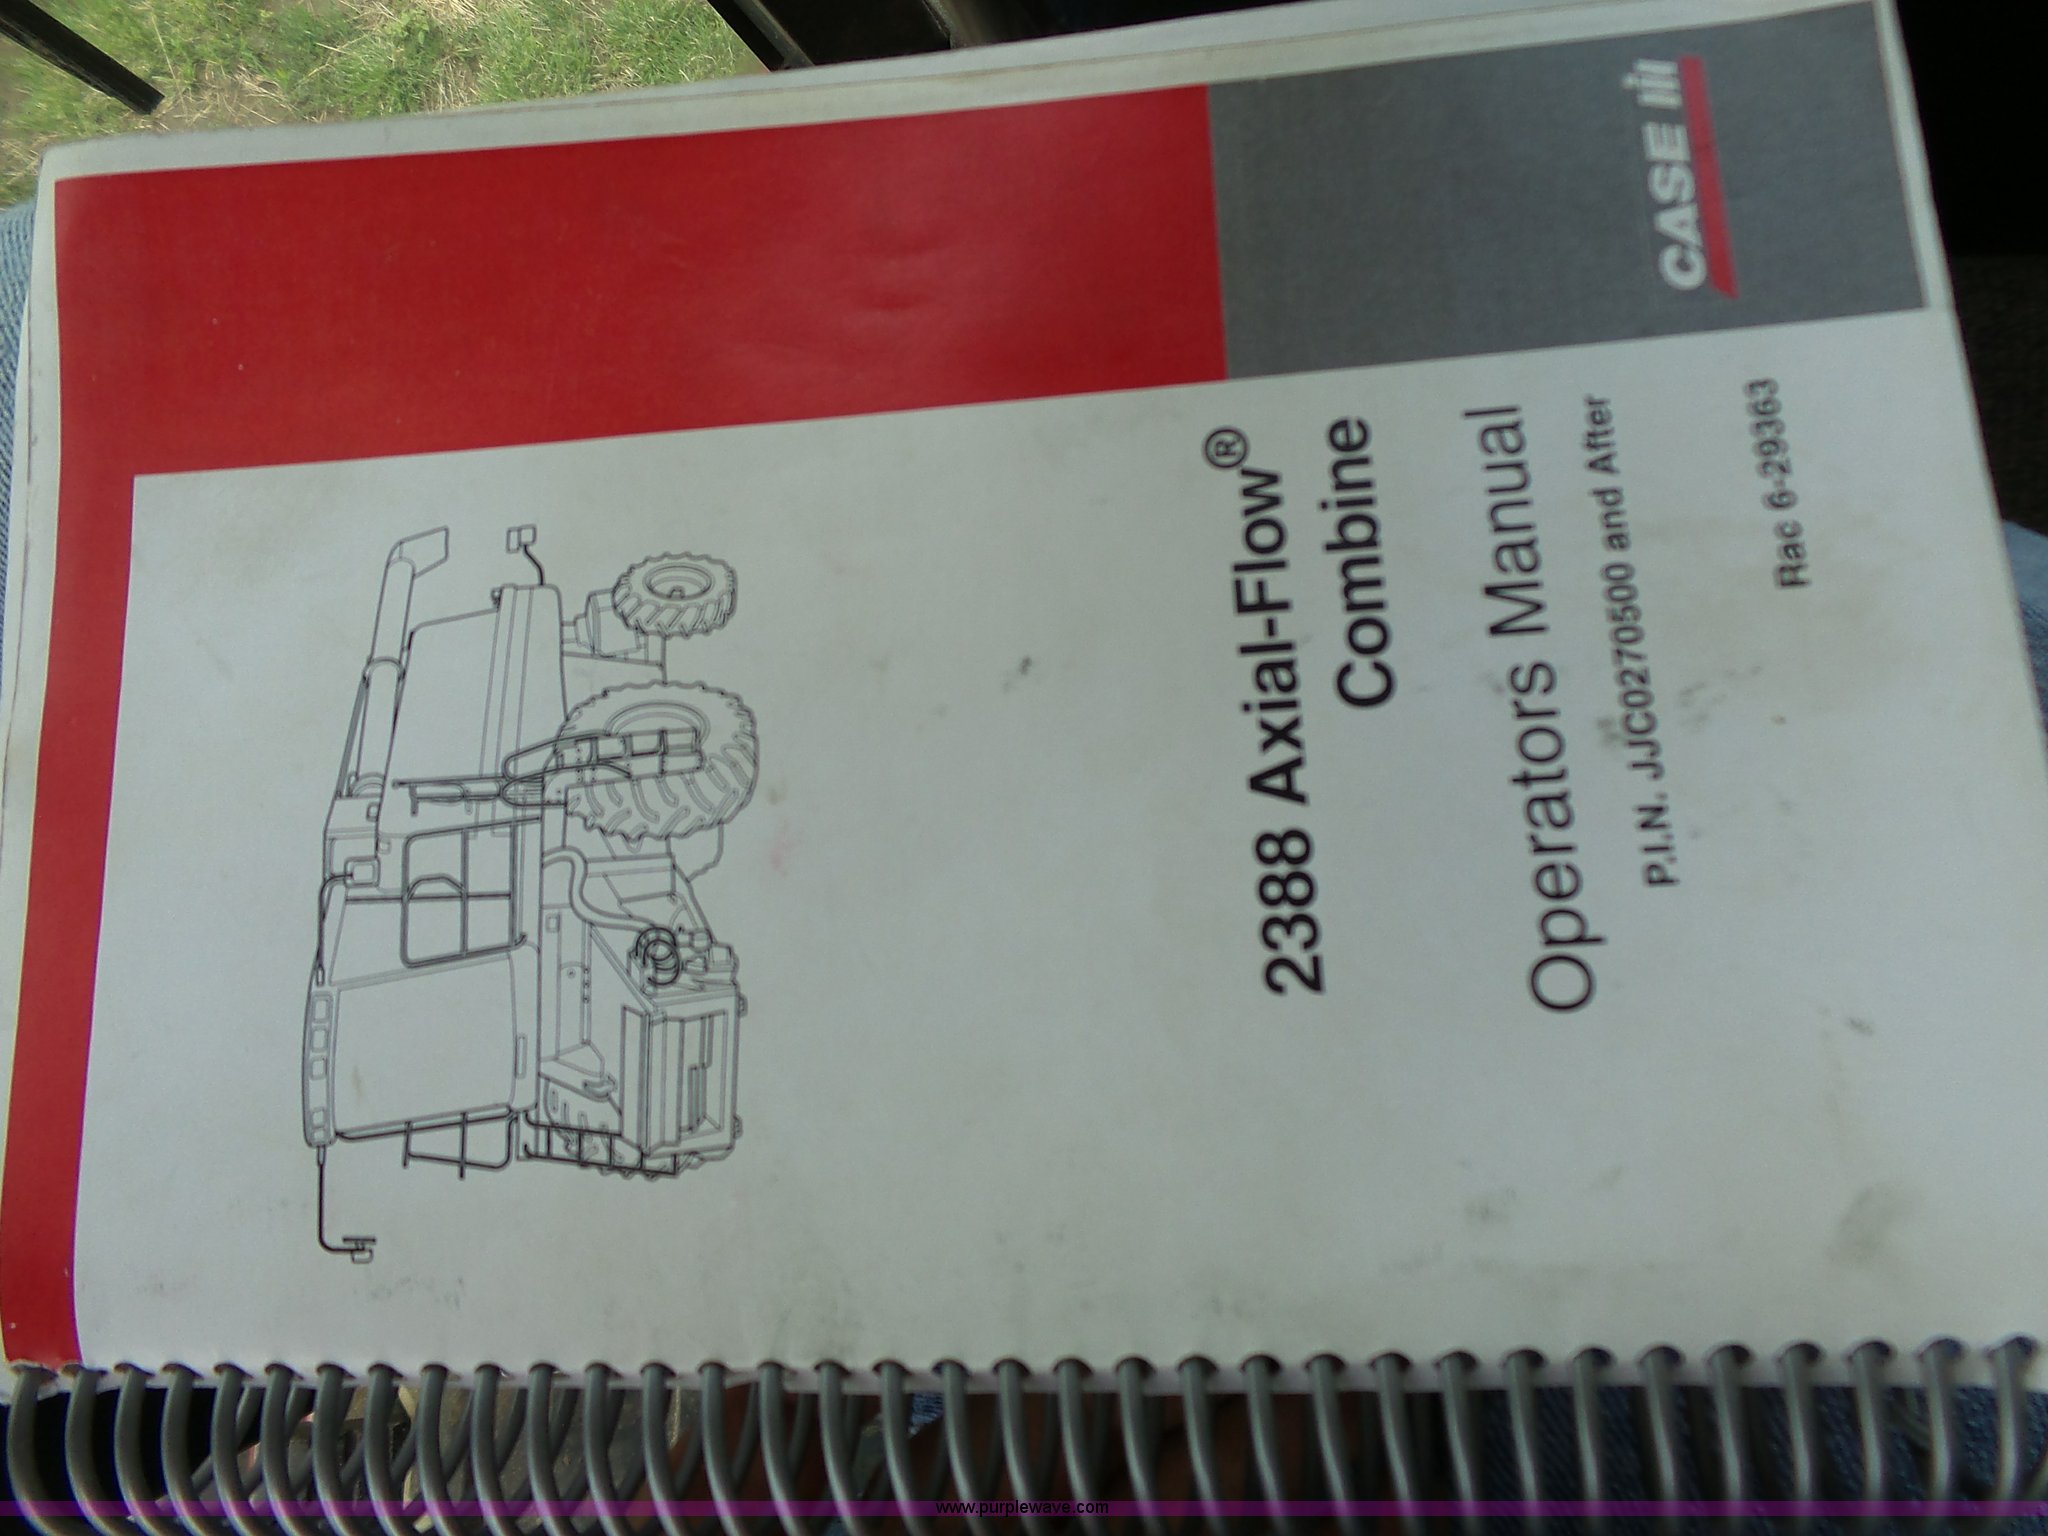 2388 Axial-Flow®
Combine
Operators Manual
P.I.N. JJC0270500 and After
Rac 6-29363
CASE IH
www.purplewave.com